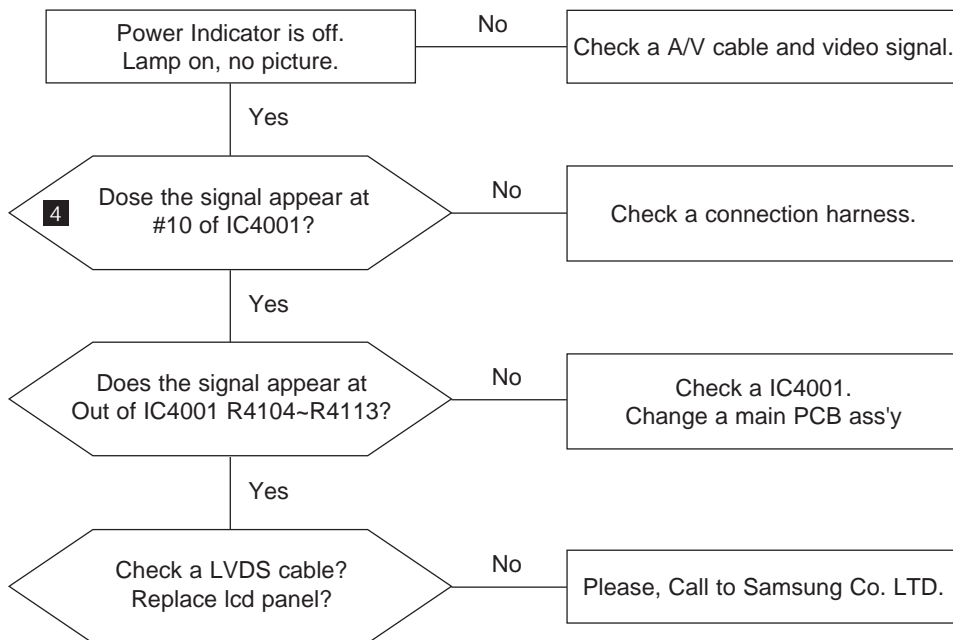 Power Indicator is off.
Lamp on, no picture.
No
Check a A/V cable and video signal.
Yes
4
Dose the signal appear at
#10 of IC4001?
No
Check a connection harness.
Yes
Does the signal appear at
Out of IC4001 R4104~R4113?
No
Check a IC4001.
Change a main PCB ass'y
Yes
Check a LVDS cable?
Replace lcd panel?
No
Please, Call to Samsung Co. LTD.